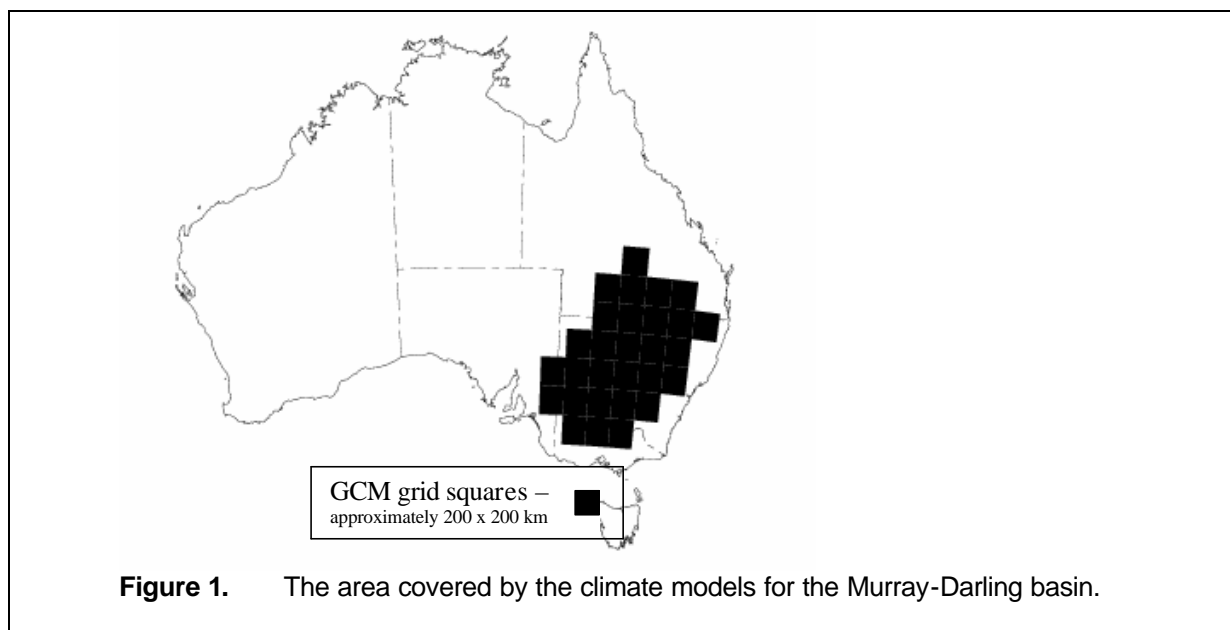 GCM grid squares –
approximately 200 x 200 km
Figure 1. The area covered by the climate models for the Murray-Darling basin.